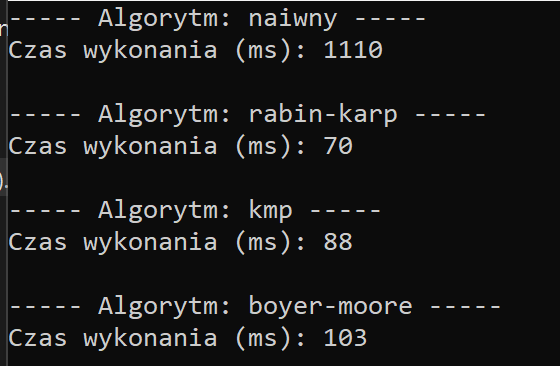 ----- Algorytm: naiwny -----
Czas wykonania (ms): 1110
----- Algorytm: rabin-karp -----
Czas wykonania (ms): 70
----- Algorytm: kmp -----
Czas wykonania (ms): 88
----- Algorytm: boyer-moore -----
Czas wykonania (ms): 103